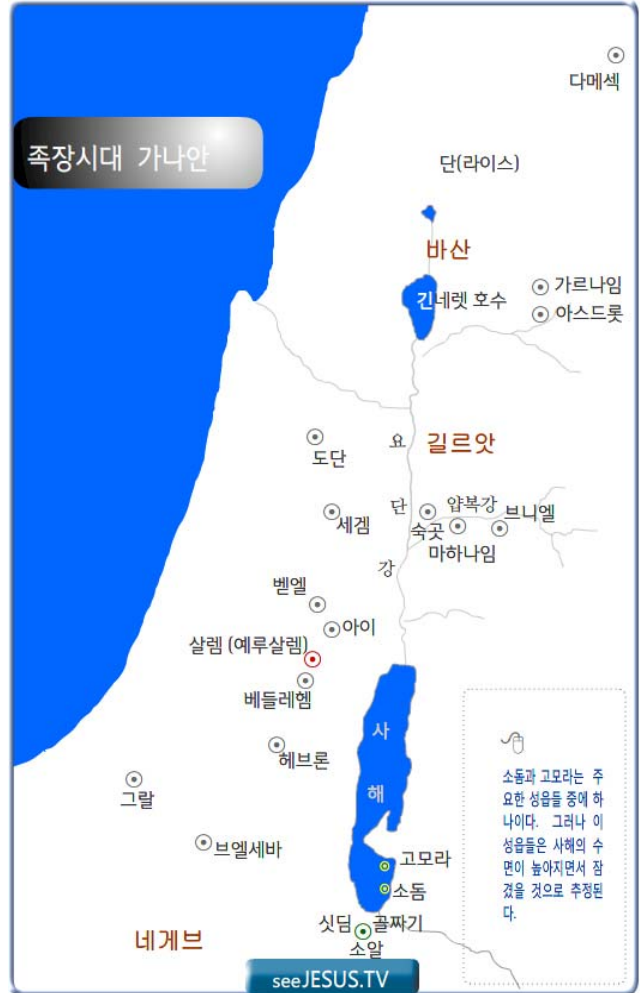 다메섹
족장시대 가나안
단(라이스)
바산
긴네렛 호수
가르나임
아스드롯
도단
요
단
강
길르앗
세겜
숙곳
얍복강
브니엘
마하나임
벧엘
아이
살렘 (예루살렘)
베들레헴
사
해
헤브론
그랄
브엘세바
고모라
소돔
싯딤 골짜기
소알
네게브
소돔과 고모라는 주
요한 성읍들 중에 하
나이다. 그러나 이
성읍들은 사해의 수
면이 높아지면서 잠
겼을 것으로 추정된
다.
seeJESUS.TV